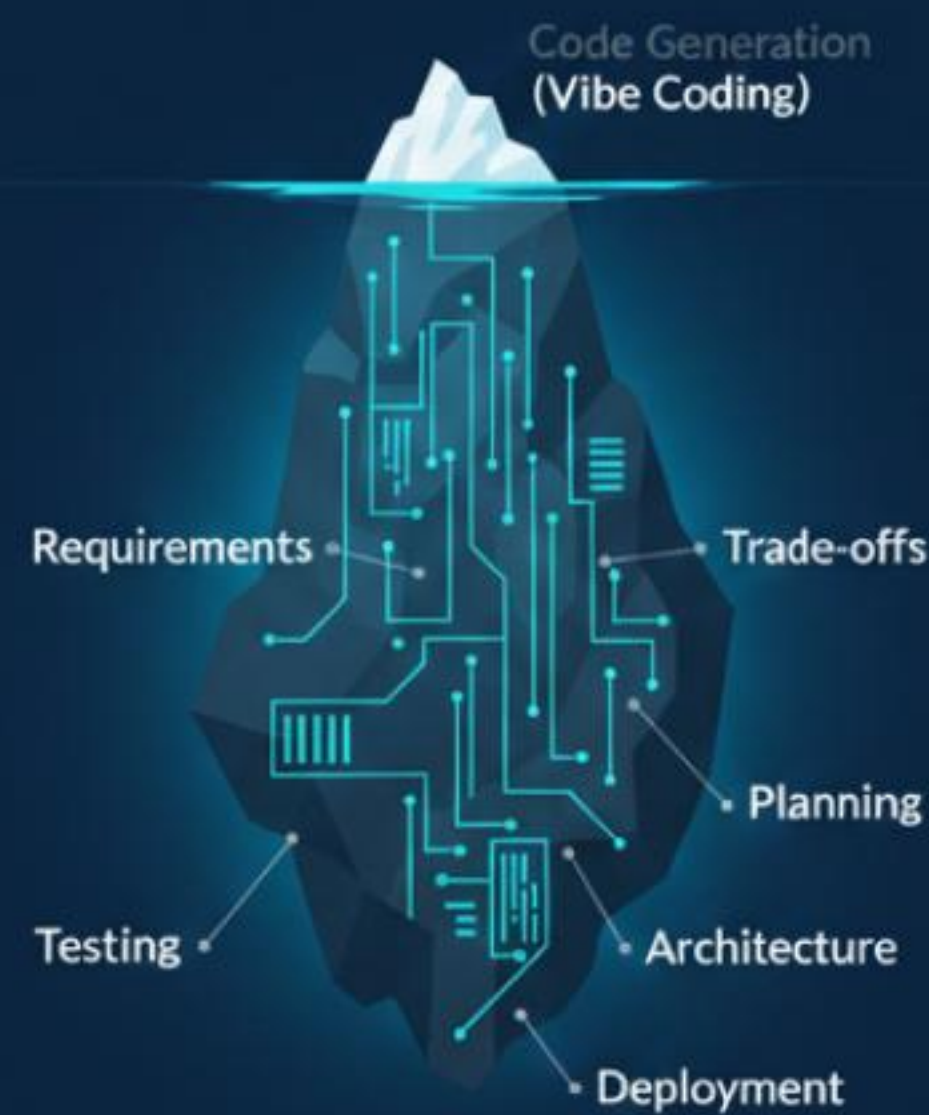 Code Generation
(Vibe Coding)
Requirements
Trade-offs
Planning
Testing
Architecture
Deployment